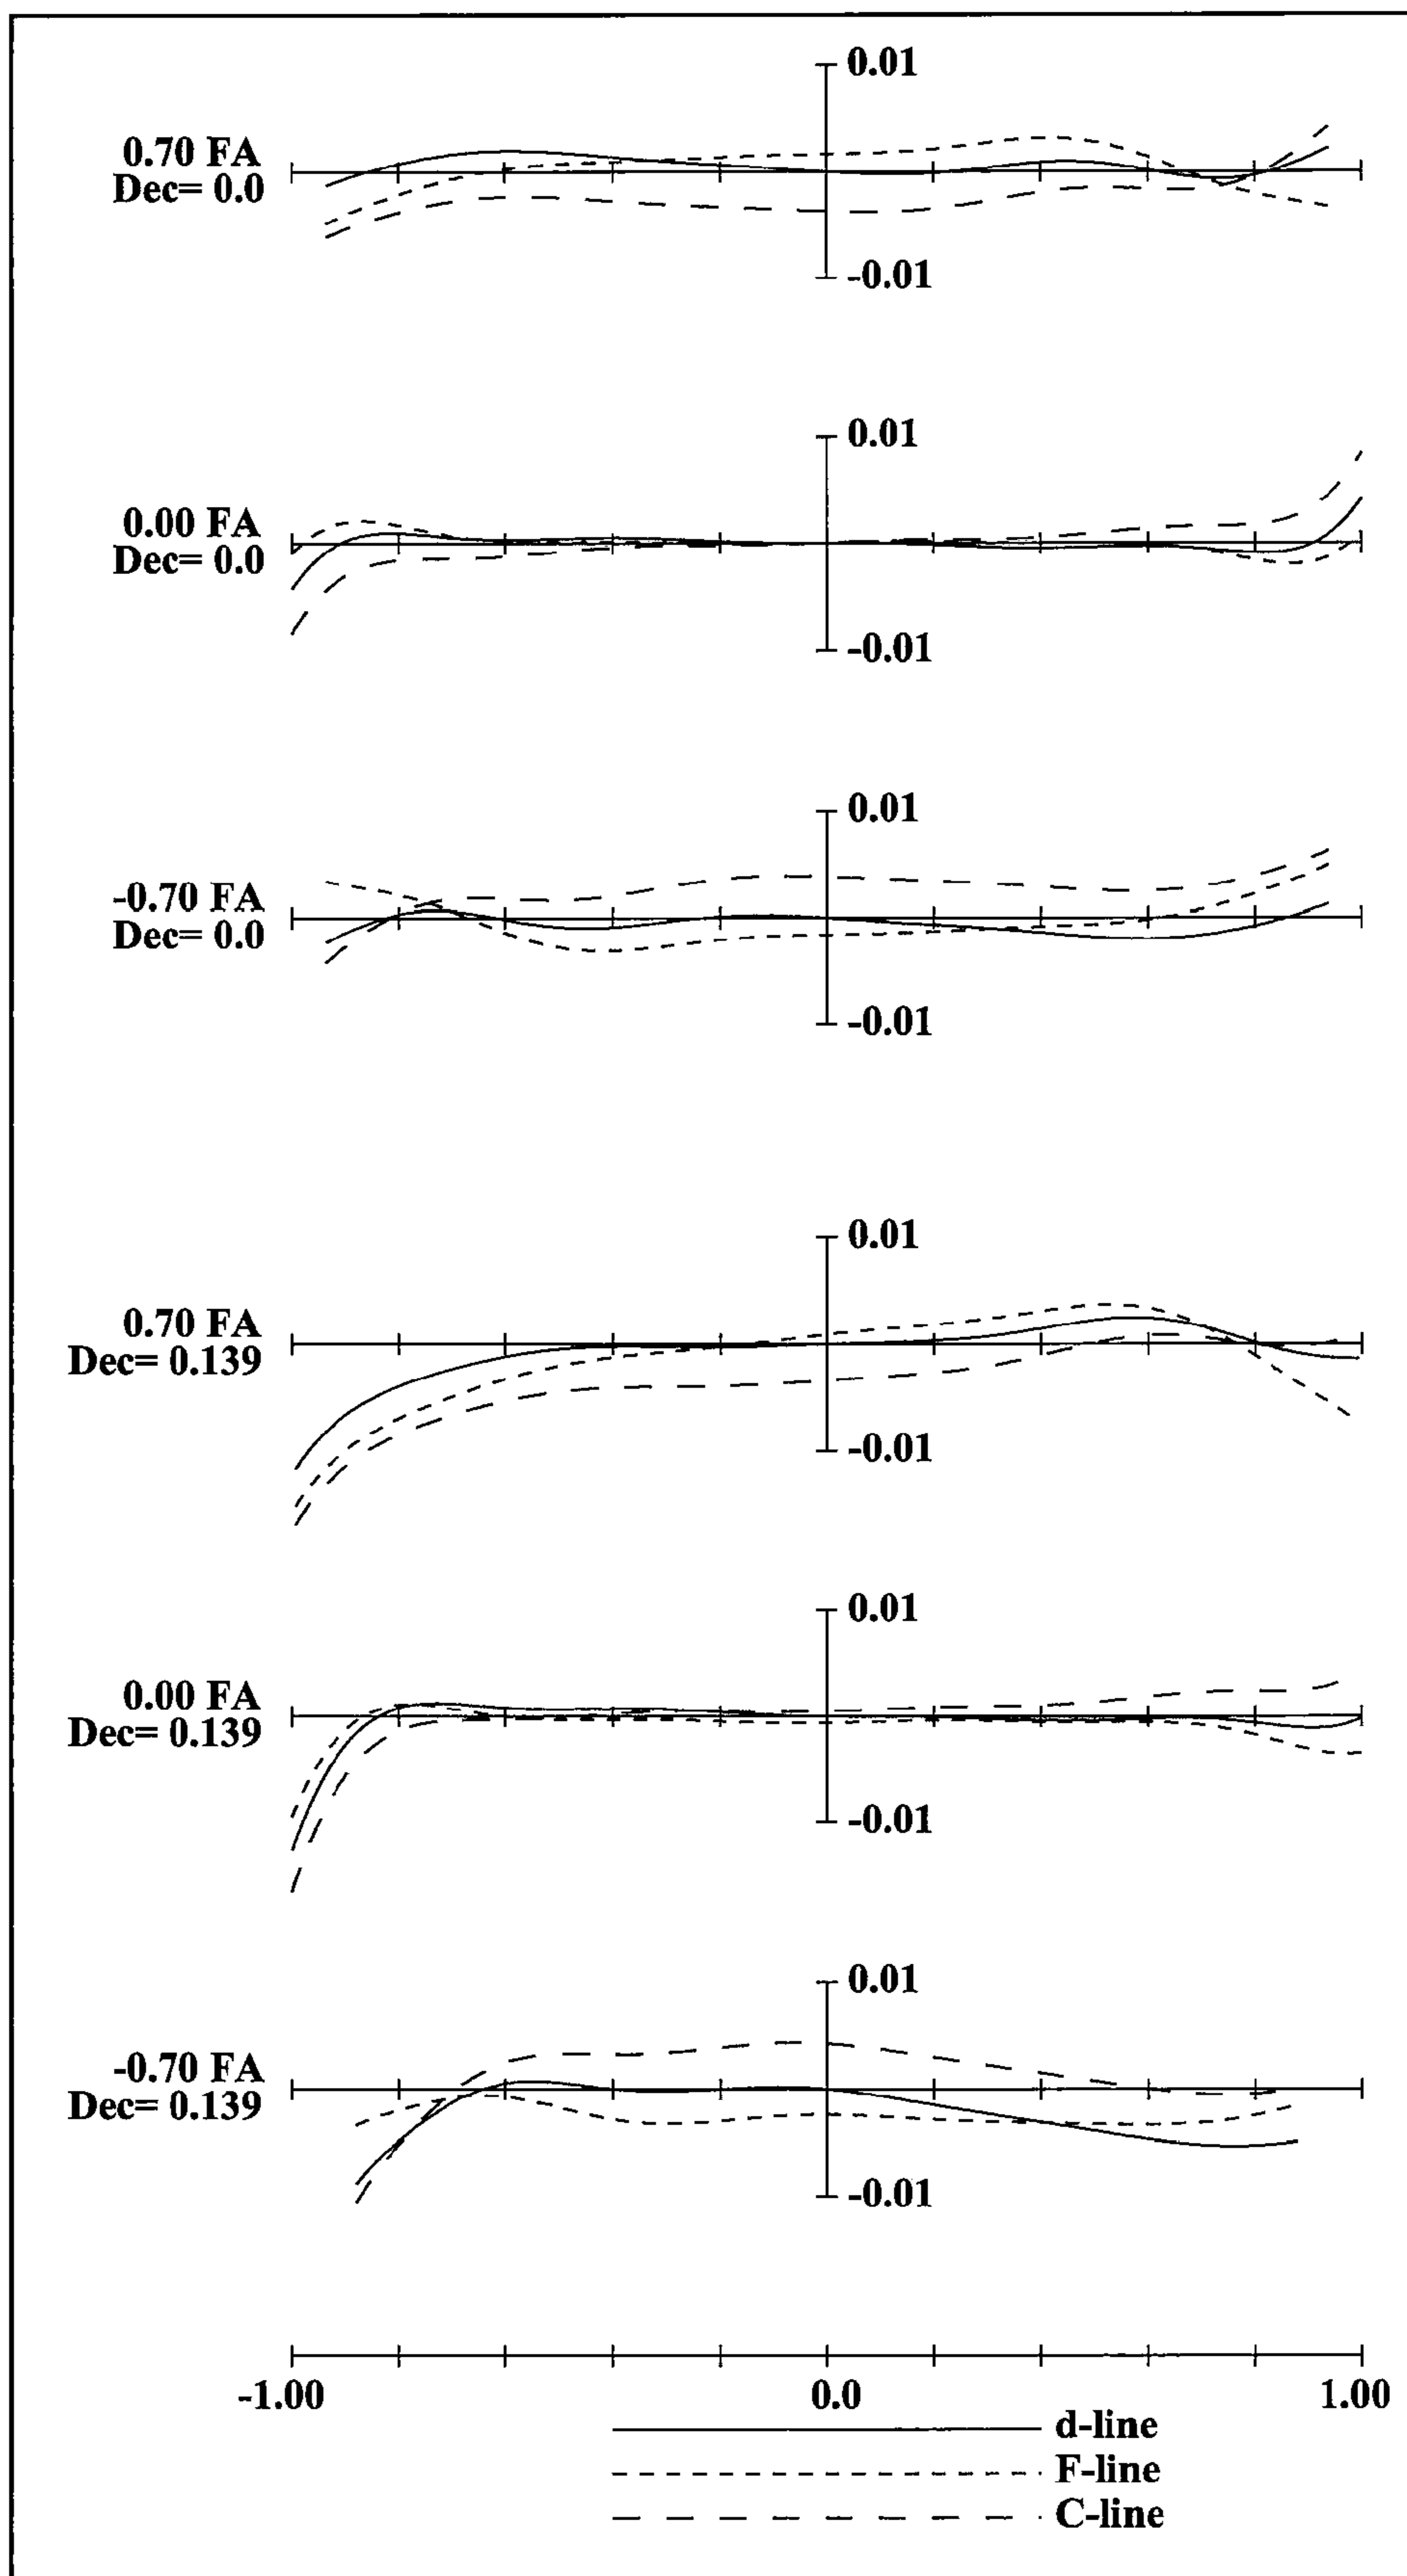 0.01
0.70 FA
Dec= 0.0
-0.01
0.01
0.00 FA
Dec= 0.0
-0.01
0.01
-0.70 FA
Dec= 0.0
-0.01
0.01
0.70 FA
Dec= 0.139
-0.01
0.01
0.00 FA
Dec= 0.139
-0.01
0.01
-0.70 FA
Dec= 0.139
-0.01
-1.00 0.0 1.00
d-line
F-line
C-line